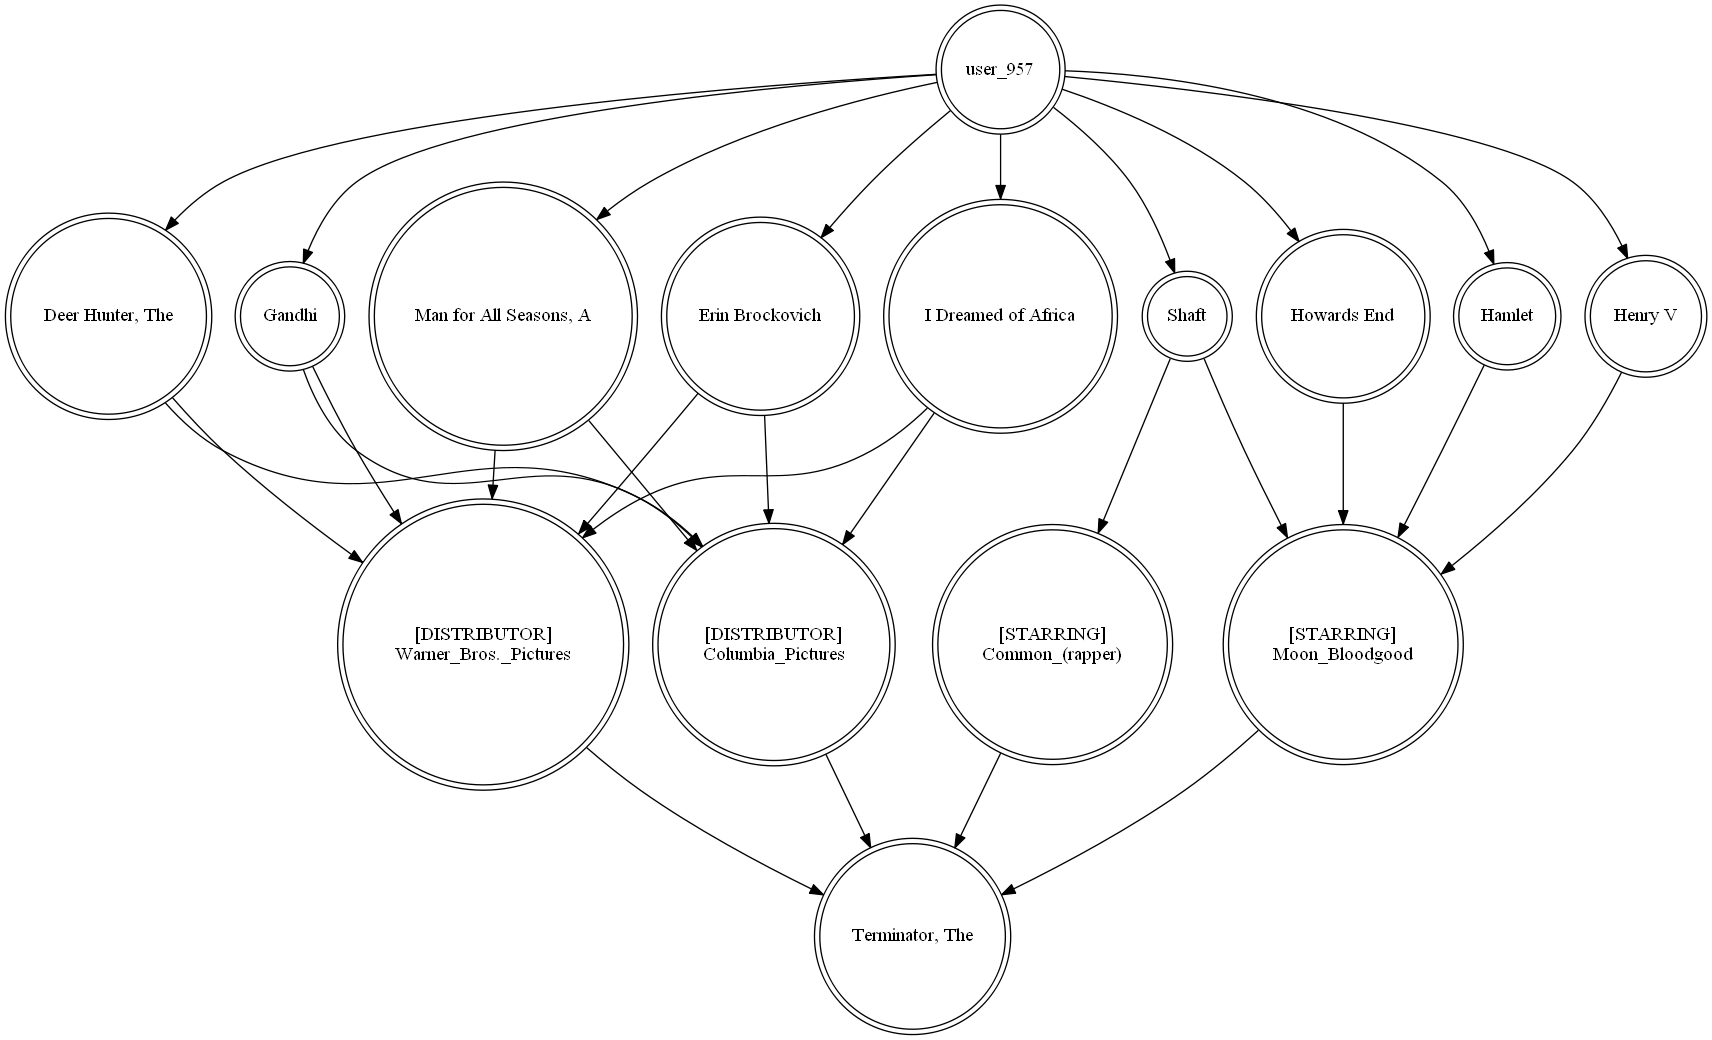 user_957
Deer Hunter, The
Gandhi
Man for All Seasons, A
Erin Brockovich
I Dreamed of Africa
Shaft
Howards End
Hamlet
Henry V
[DISTRIBUTOR]
Warner_Bros._Pictures
[DISTRIBUTOR]
Columbia_Pictures
[STARRING]
Common_(rapper)
[STARRING]
Moon_Bloodgood
Terminator, The